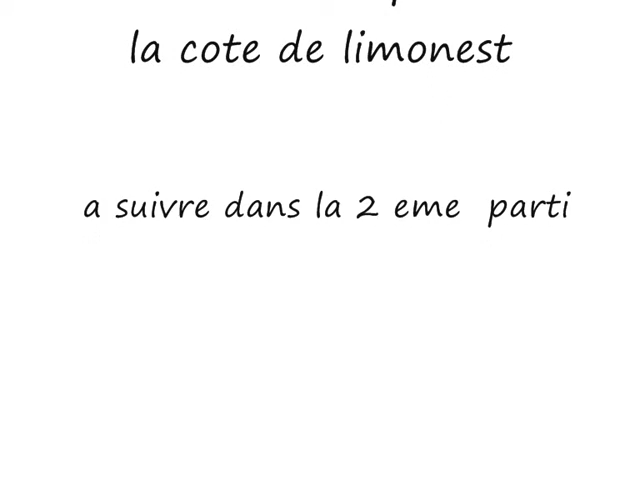 la cote de limonest
a suivre dans la 2 eme parti